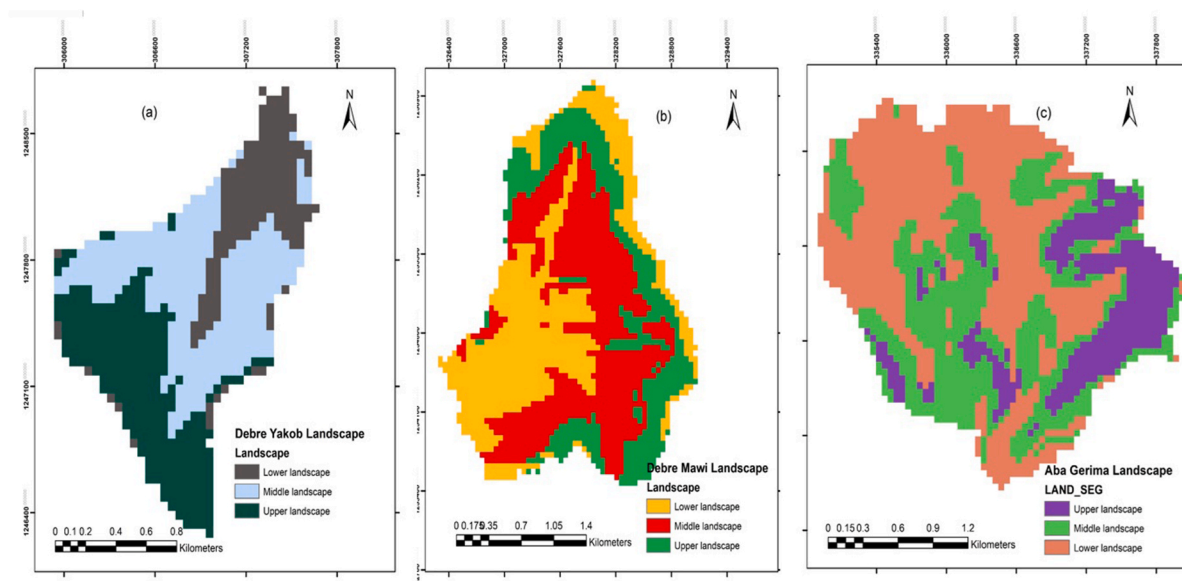 306000
306600
307200
307800
(a)
N
1248500
1247800
1247100
1246400
Debre Yakob Landscape
Landscape
Lower landscape
Middle landscape
Upper landscape
0 0.1 0.2 0.4 0.6 0.8
Kilometers
326400
327000
327600
328200
328800
329400
(b)
N
Debre Mawi Landscape
Landscape
Lower landscape
Middle landscape
Upper landscape
0 0.175 0.35 0.7 1.05 1.4
Kilometers
335400
336000
336600
337200
337800
(c)
N
Aba Gerima Landscape
LAND_SEG
Upper landscape
Middle landscape
Lower landscape
0 0.15 0.3 0.6 0.9 1.2
Kilometers